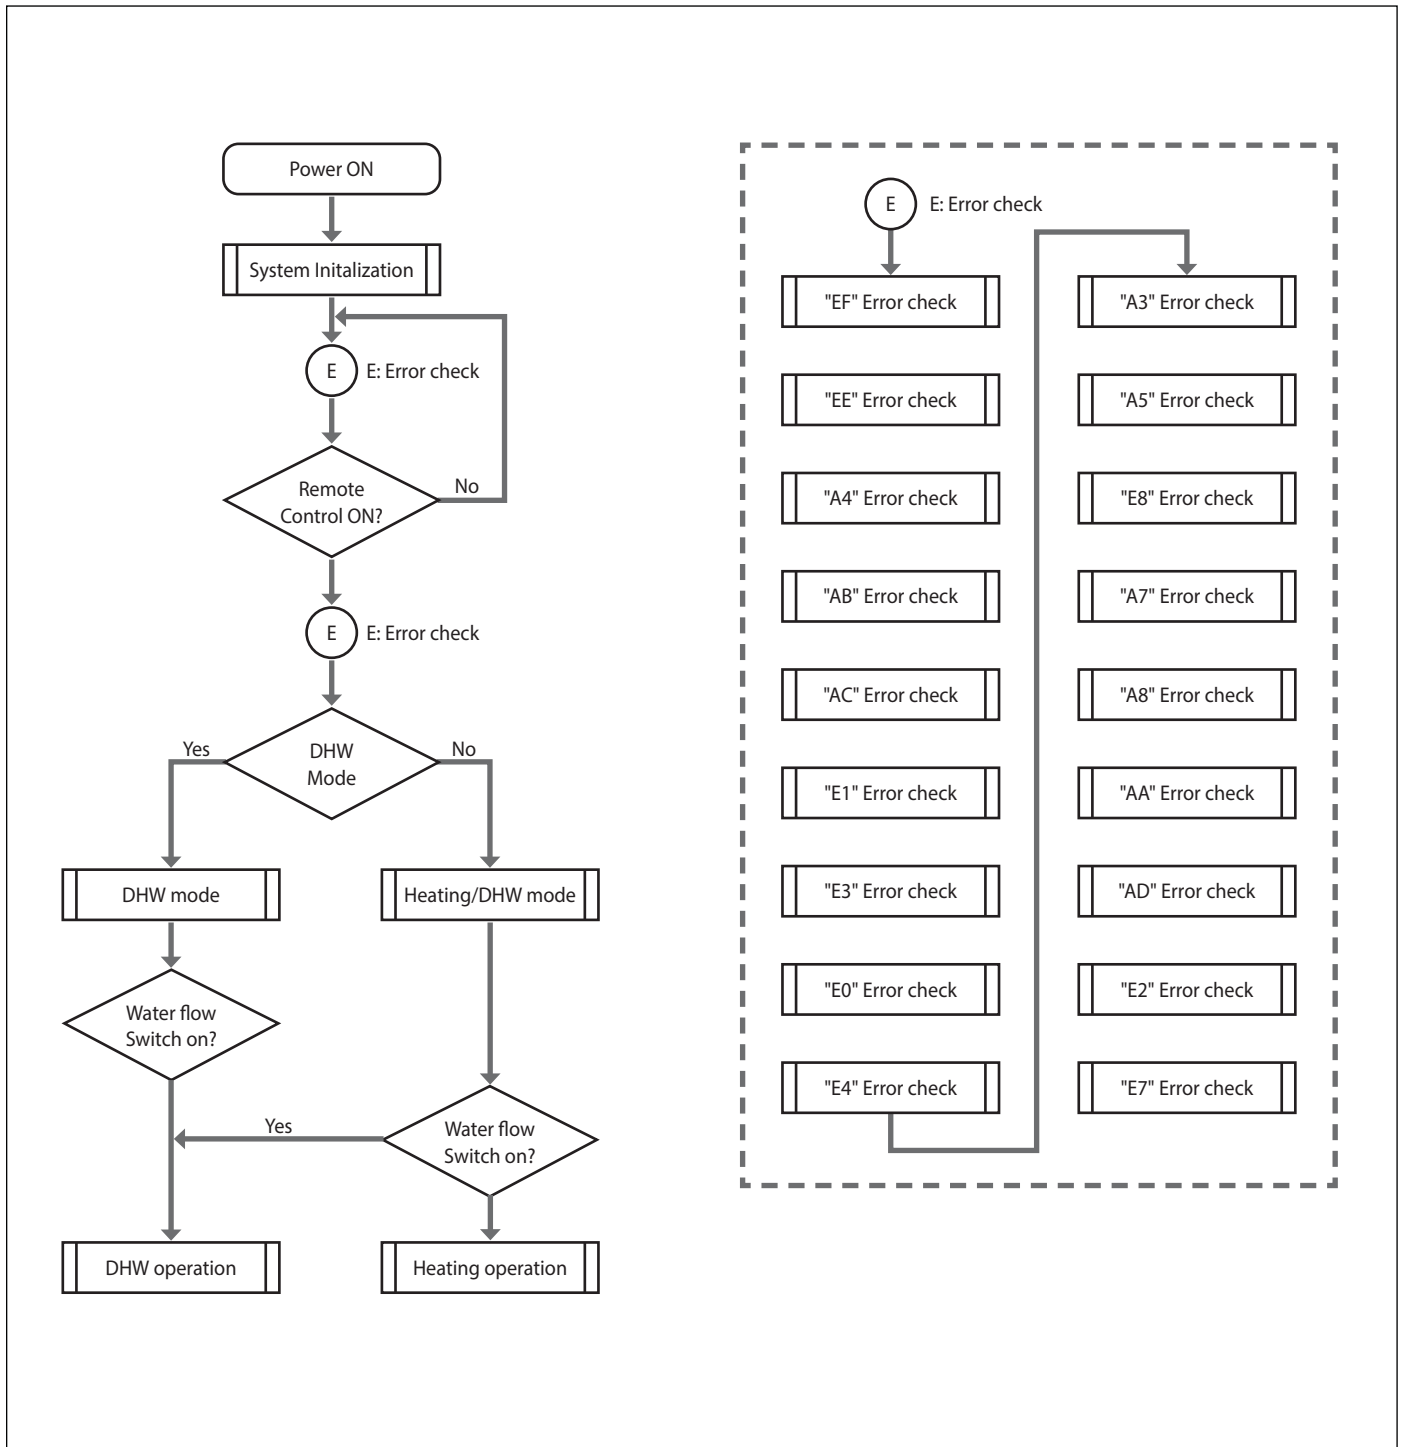 Power ON
System Initalization
E
E: Error check
Remote
Control ON?
No
E
E: Error check
DHW
Mode
Yes
No
DHW mode
Heating/DHW mode
Water flow
Switch on?
Water flow
Switch on?
Yes
DHW operation
Heating operation
E
E: Error check
"EF" Error check
"EE" Error check
"A4" Error check
"AB" Error check
"AC" Error check
"E1" Error check
"E3" Error check
"E0" Error check
"E4" Error check
"A3" Error check
"A5" Error check
"E8" Error check
"A7" Error check
"A8" Error check
"AA" Error check
"AD" Error check
"E2" Error check
"E7" Error check